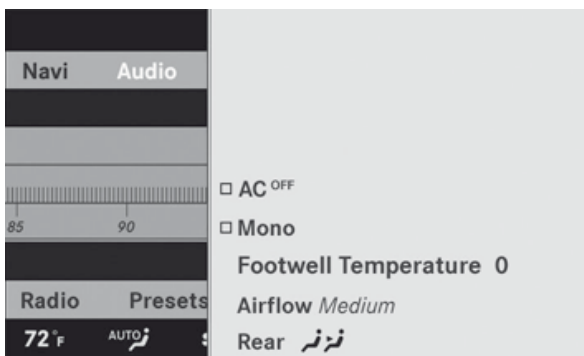 Navi Audio
AC OFF
85 90
Mono
Footwell Temperature 0
Radio Presets
Airflow Medium
72°F AUTO
Rear